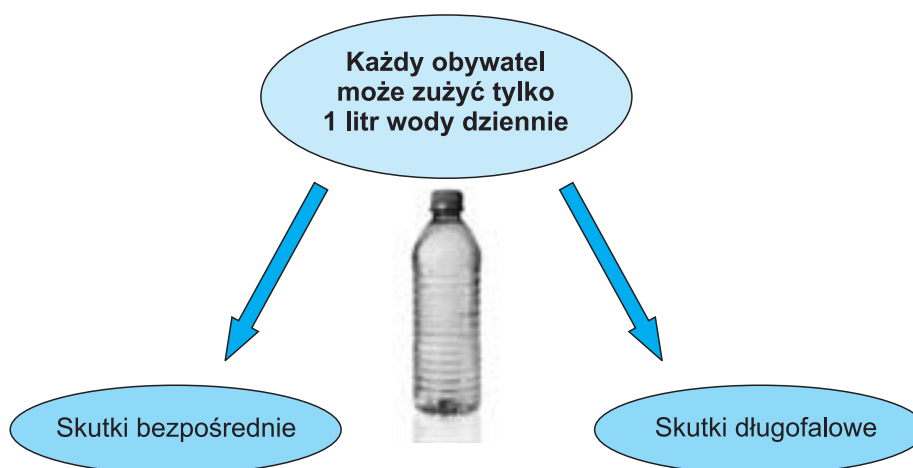 Każdy obywatel
może zużyć tylko
1 litr wody dziennie
Skutki bezpośrednie
Skutki długofalowe